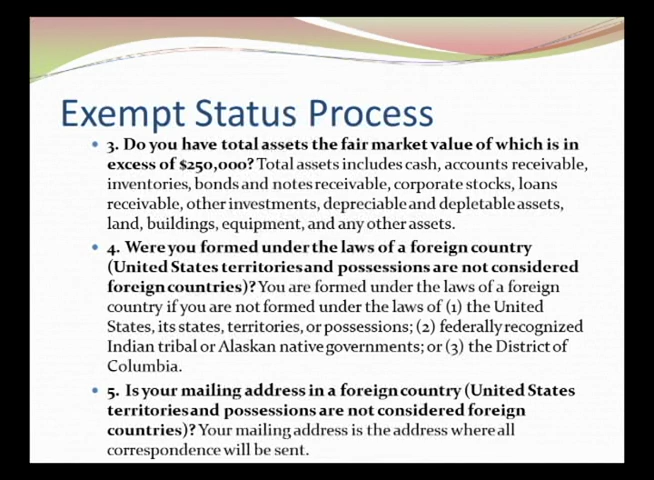 Exempt Status Process
• 3. Do you have total assets the fair market value of which is in
excess of $250,000? Total assets includes cash, accounts receivable,
inventories, bonds and notes receivable, corporate stocks, loans
receivable, other investments, depreciable and depletable assets,
land, buildings, equipment, and any other assets.
• 4. Were you formed under the laws of a foreign country
(United States territories and possessions are not considered
foreign countries)? You are formed under the laws of a foreign
country if you are not formed under the laws of (1) the United
States, its states, territories, or possessions; (2) federally recognized
Indian tribal or Alaskan native governments; or (3) the District of
Columbia.
• 5. Is your mailing address in a foreign country (United States
territories and possessions are not considered foreign
countries)? Your mailing address is the address where all
correspondence will be sent.